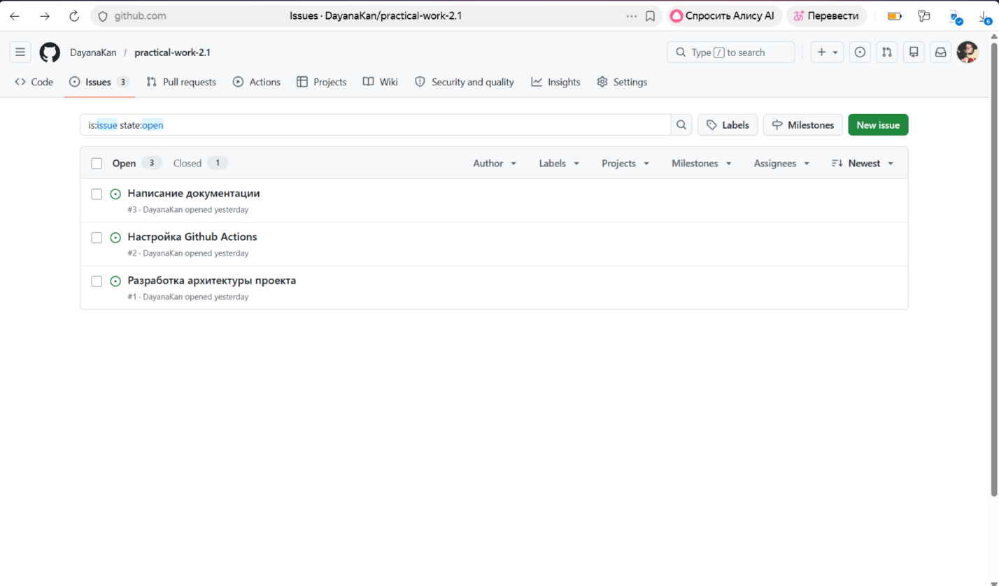 github.com Issues · DayanaKan/practical-work-2.1 ··· Спросить Алису AI Перевести 6
DayanaKan / practical-work-2.1 Type / to search
Code Issues 3 Pull requests Actions Projects Wiki Security and quality Insights Settings
is:issue state:open Labels Milestones New issue
Open 3 Closed 1 Author Labels Projects Milestones Assignees Newest
Написание документации
#3 · DayanaKan opened yesterday
Настройка Github Actions
#2 · DayanaKan opened yesterday
Разработка архитектуры проекта
#1 · DayanaKan opened yesterday